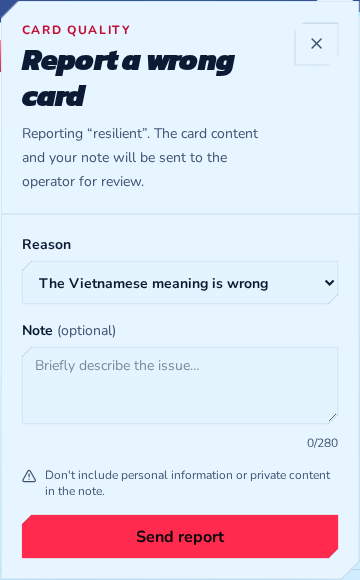 CARD QUALITY
Report a wrong
card
Reporting “resilient”. The card content
and your note will be sent to the
operator for review.
Reason
The Vietnamese meaning is wrong
Note (optional)
Briefly describe the issue...
0/280
Don't include personal information or private content
in the note.
Send report